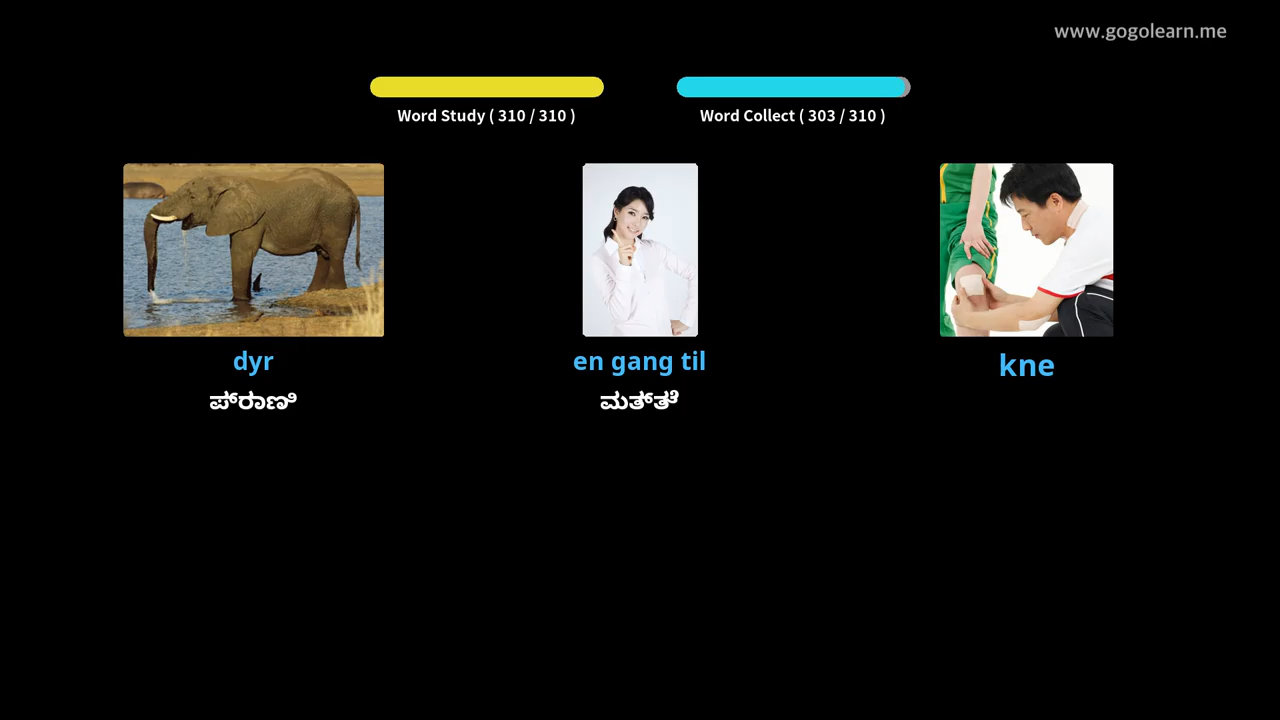 www.gogolearn.me
Word Study ( 310 / 310 )
Word Collect ( 303 / 310 )
dyr
en gang til
kne
ಪ್ರಾಣಿ
ಮತ್ತೆ